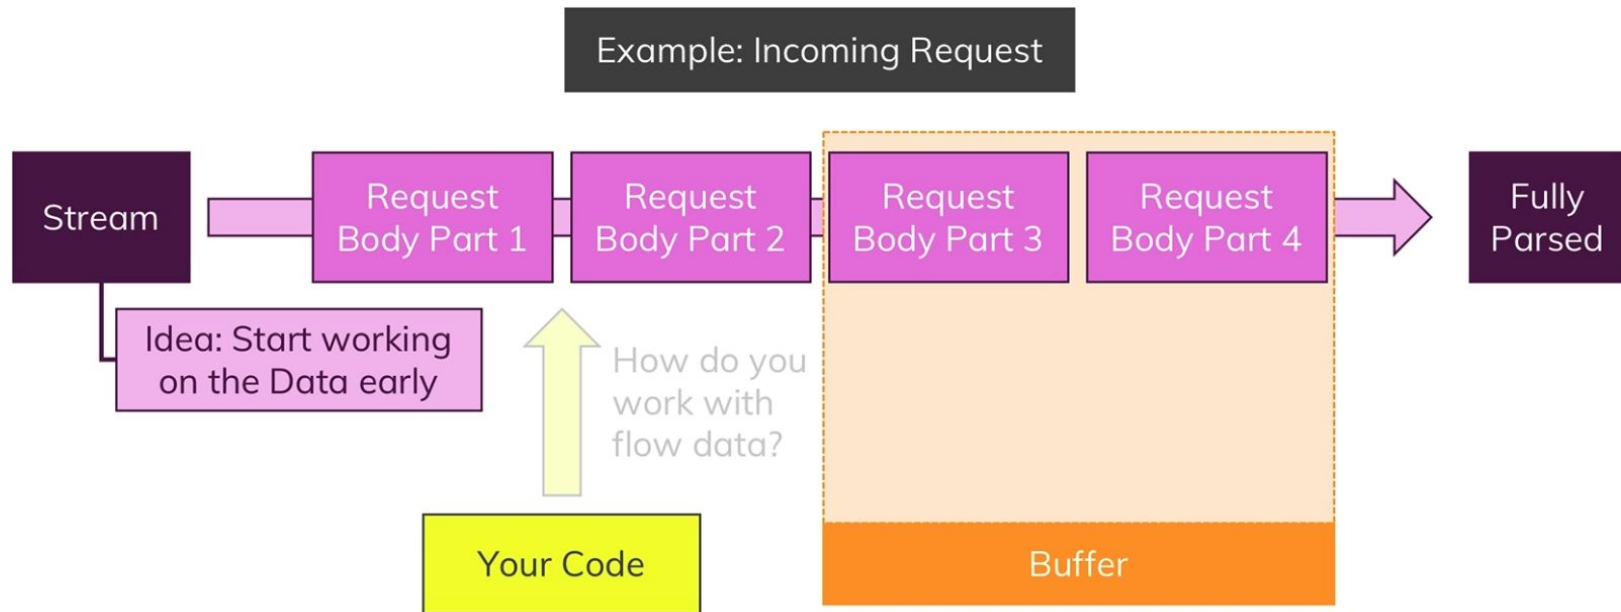 Example: Incoming Request
Stream
Request
Body Part 1
Request
Body Part 2
Request
Body Part 3
Request
Body Part 4
Fully
Parsed
Idea: Start working
on the Data early
How do you
work with
flow data?
Your Code
Buffer